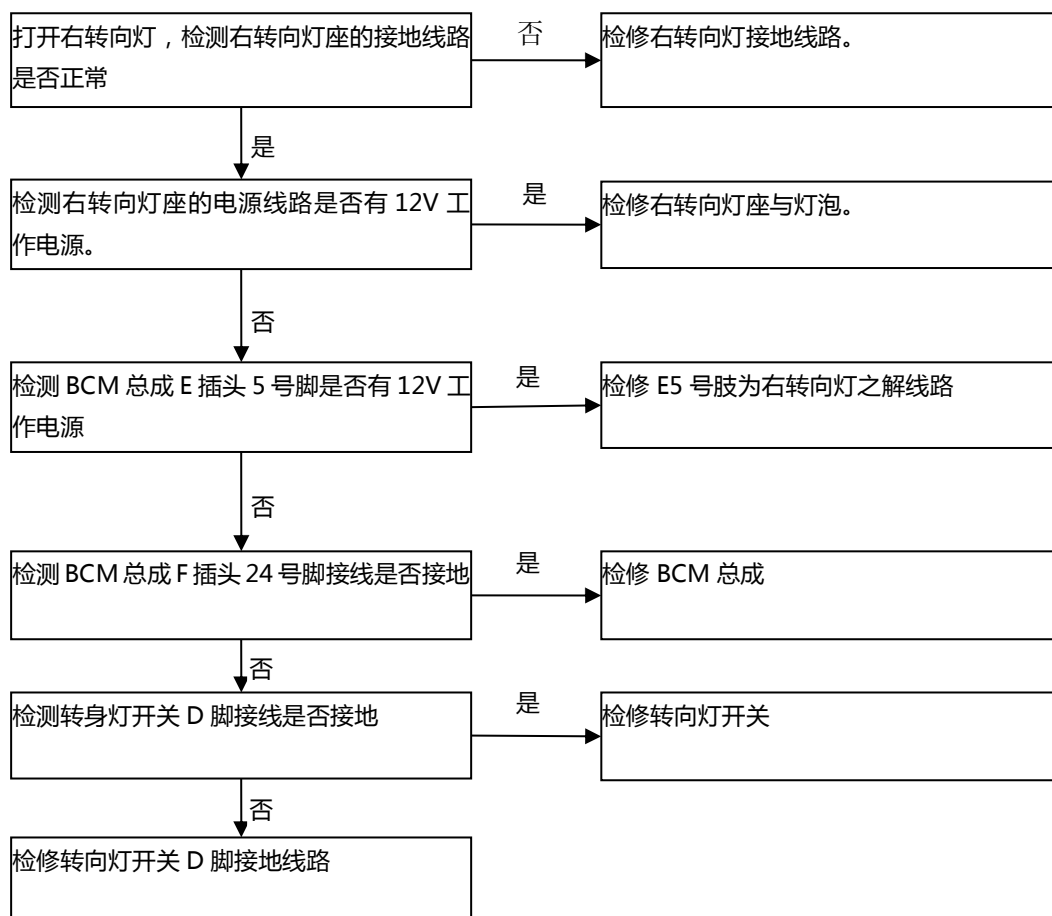 打开右转向灯，检测右转向灯座的接地线路
是否正常
否
检修右转向灯接地线路。
是
检测右转向灯座的电源线路是否有 12V 工
作电源。
是
检修右转向灯座与灯泡。
否
检测 BCM 总成 E 插头 5 号脚是否有 12V 工
作电源
是
检修 E5 号肢为右转向灯之解线路
否
检测 BCM 总成 F 插头 24 号脚接线是否接地
是
检修 BCM 总成
否
检测转身灯开关 D 脚接线是否接地
是
检修转向灯开关
否
检修转向灯开关 D 脚接地线路